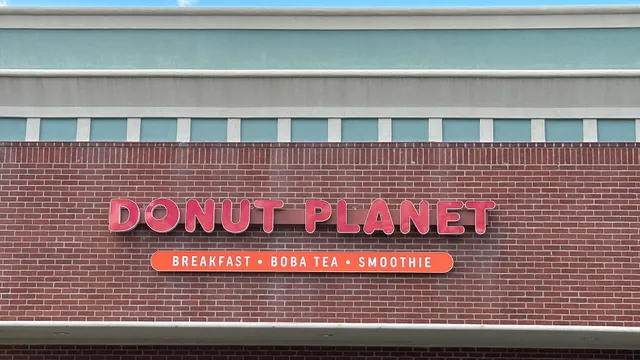 DONUT PLANET
BREAKFAST • BOBA TEA • SMOOTHIE